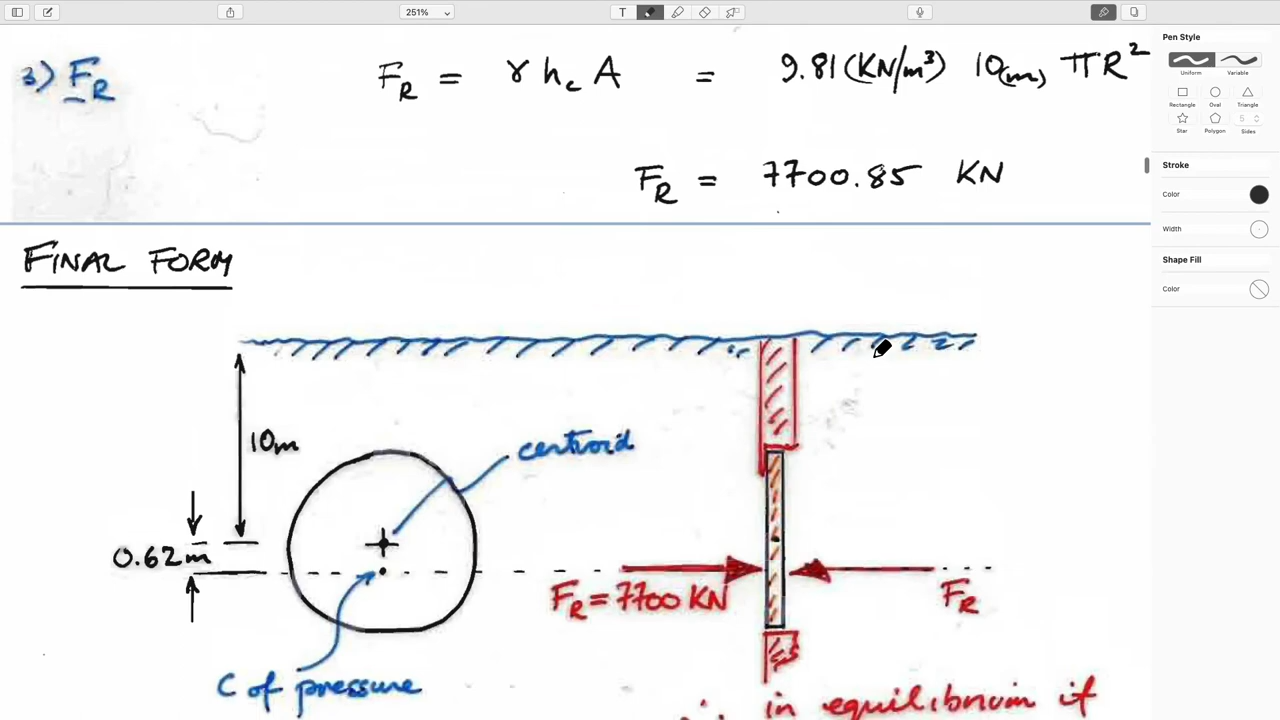 251%
T
Pen Style
Uniform Variable
Rectangle Oval Triangle
Star Polygon 5 Sides
Stroke
Color
Width
Shape Fill
Color
3) FR
FR = γ hc A = 9.81 (KN/m³) 10(m) πR²
FR = 7700.85 KN
FINAL FORM
10m
centroid
0.62m
FR = 7700 KN
FR
C of pressure
in equilibrium if